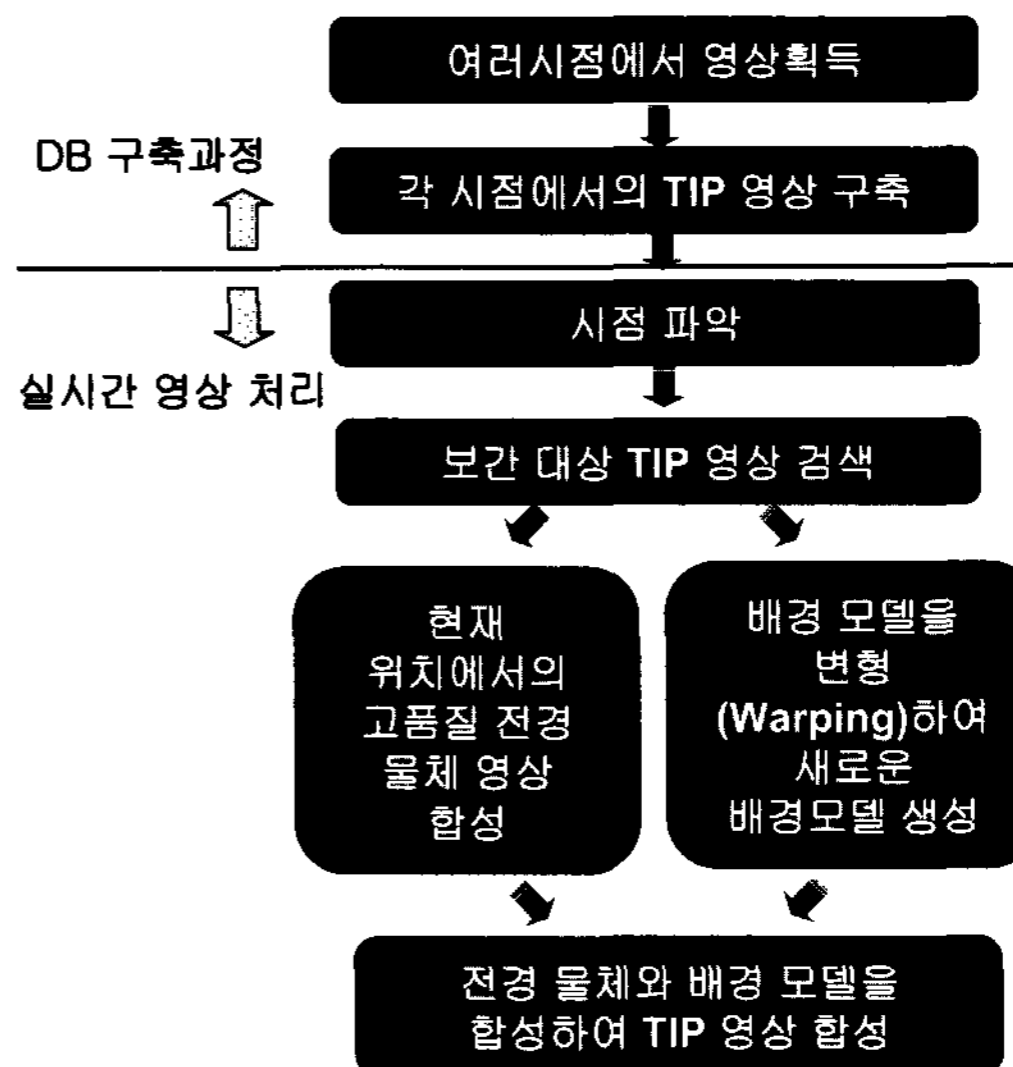 여러시점에서 영상획득
DB 구축과정
각 시점에서의 TIP 영상 구축
시점 파악
실시간 영상 처리
보간 대상 TIP 영상 검색
현재
위치에서의
고품질 전경
물체 영상
합성
배경 모델을
변형
(Warping)하여
새로운
배경모델 생성
전경 물체와 배경 모델을
합성하여 TIP 영상 합성